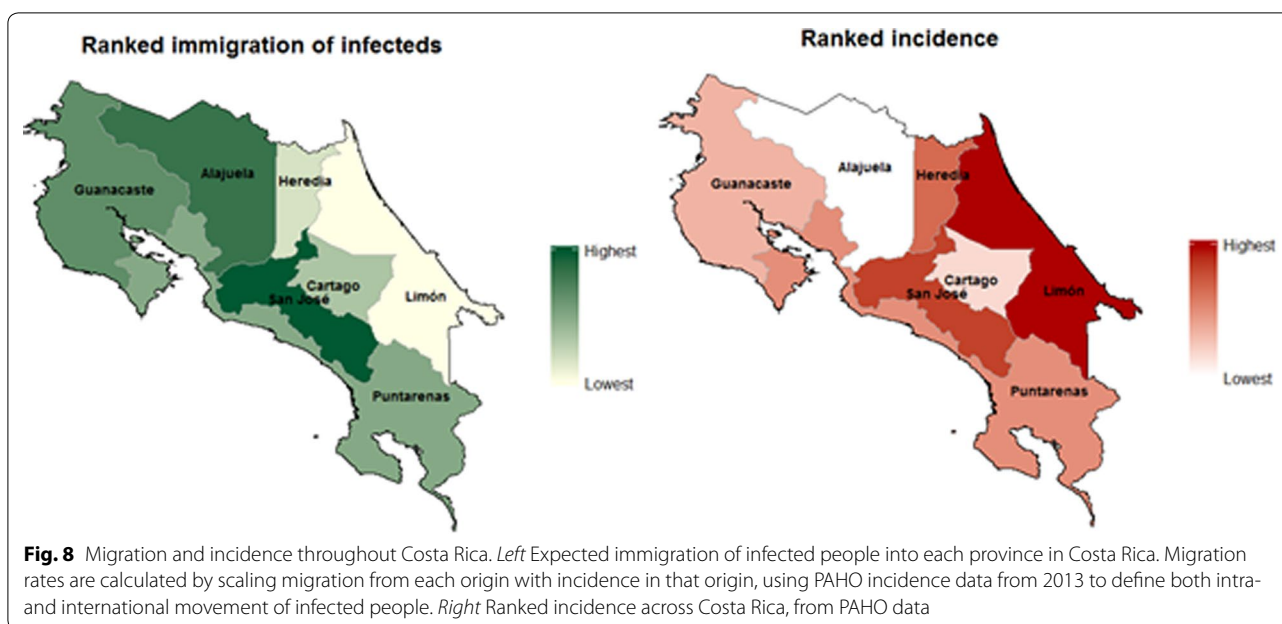 Ranked immigration of infecteds
Alajuela
Heredia
Guanacaste
Cartago
San José
Limón
Puntarenas
Highest
Lowest
Ranked incidence
Alajuela
Heredia
Guanacaste
San José
Cartago
Limón
Puntarenas
Highest
Lowest
Fig. 8 Migration and incidence throughout Costa Rica. Left Expected immigration of infected people into each province in Costa Rica. Migration
rates are calculated by scaling migration from each origin with incidence in that origin, using PAHO incidence data from 2013 to define both intra-
and international movement of infected people. Right Ranked incidence across Costa Rica, from PAHO data